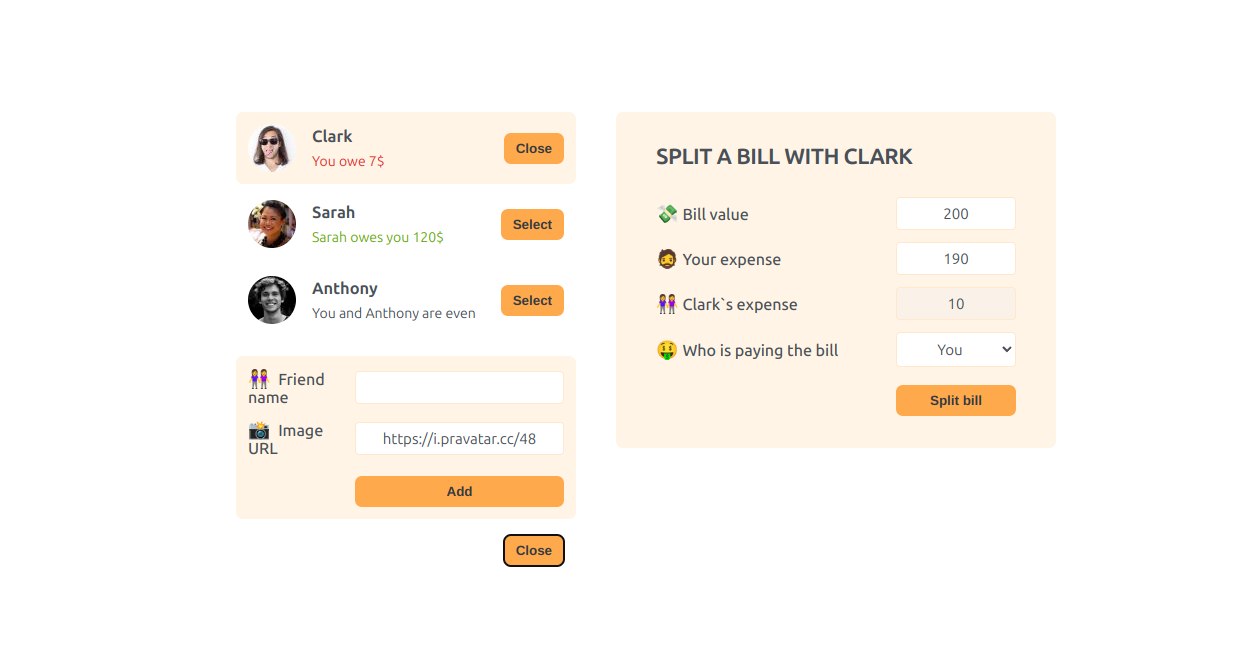 Clark
You owe 7$
Close
Sarah
Sarah owes you 120$
Select
Anthony
You and Anthony are even
Select
Friend
name
Image
URL
https://i.pravatar.cc/48
Add
Close
SPLIT A BILL WITH CLARK
Bill value
200
Your expense
190
Clark`s expense
10
Who is paying the bill
You
Split bill